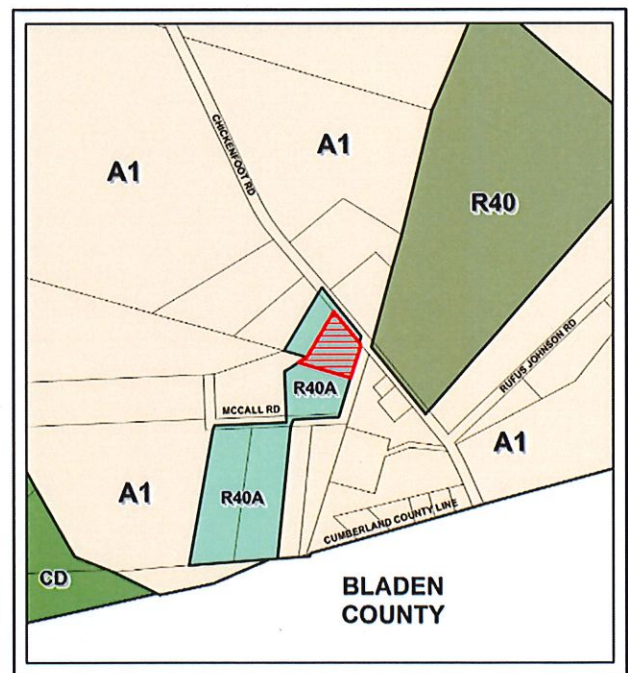 CHICKENFOOT RD
A1
A1
R40
RUFUS JOHNSON RD
R40A
MCCALL RD
A1
A1
R40A
CUMBERLAND COUNTY LINE
CD
BLADEN
COUNTY